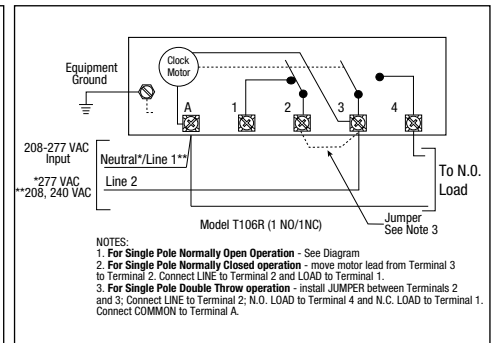 Clock
Motor
Equipment
Ground
A
1
2
3
4
208-277 VAC
Input
Neutral*/Line 1**
*277 VAC
**208, 240 VAC
Line 2
To N.O.
Load
Model T106R (1 NO/1NC)
Jumper
See Note 3
NOTES:
1. For Single Pole Normally Open Operation - See Diagram
2. For Single Pole Normally Closed operation - move motor lead from Terminal 3
to Terminal 2. Connect LINE to Terminal 2 and LOAD to Terminal 1.
3. For Single Pole Double Throw operation - install JUMPER between Terminals 2
and 3; Connect LINE to Terminal 2; N.O. LOAD to Terminal 4 and N.C. LOAD to Terminal 1.
Connect COMMON to Terminal A.